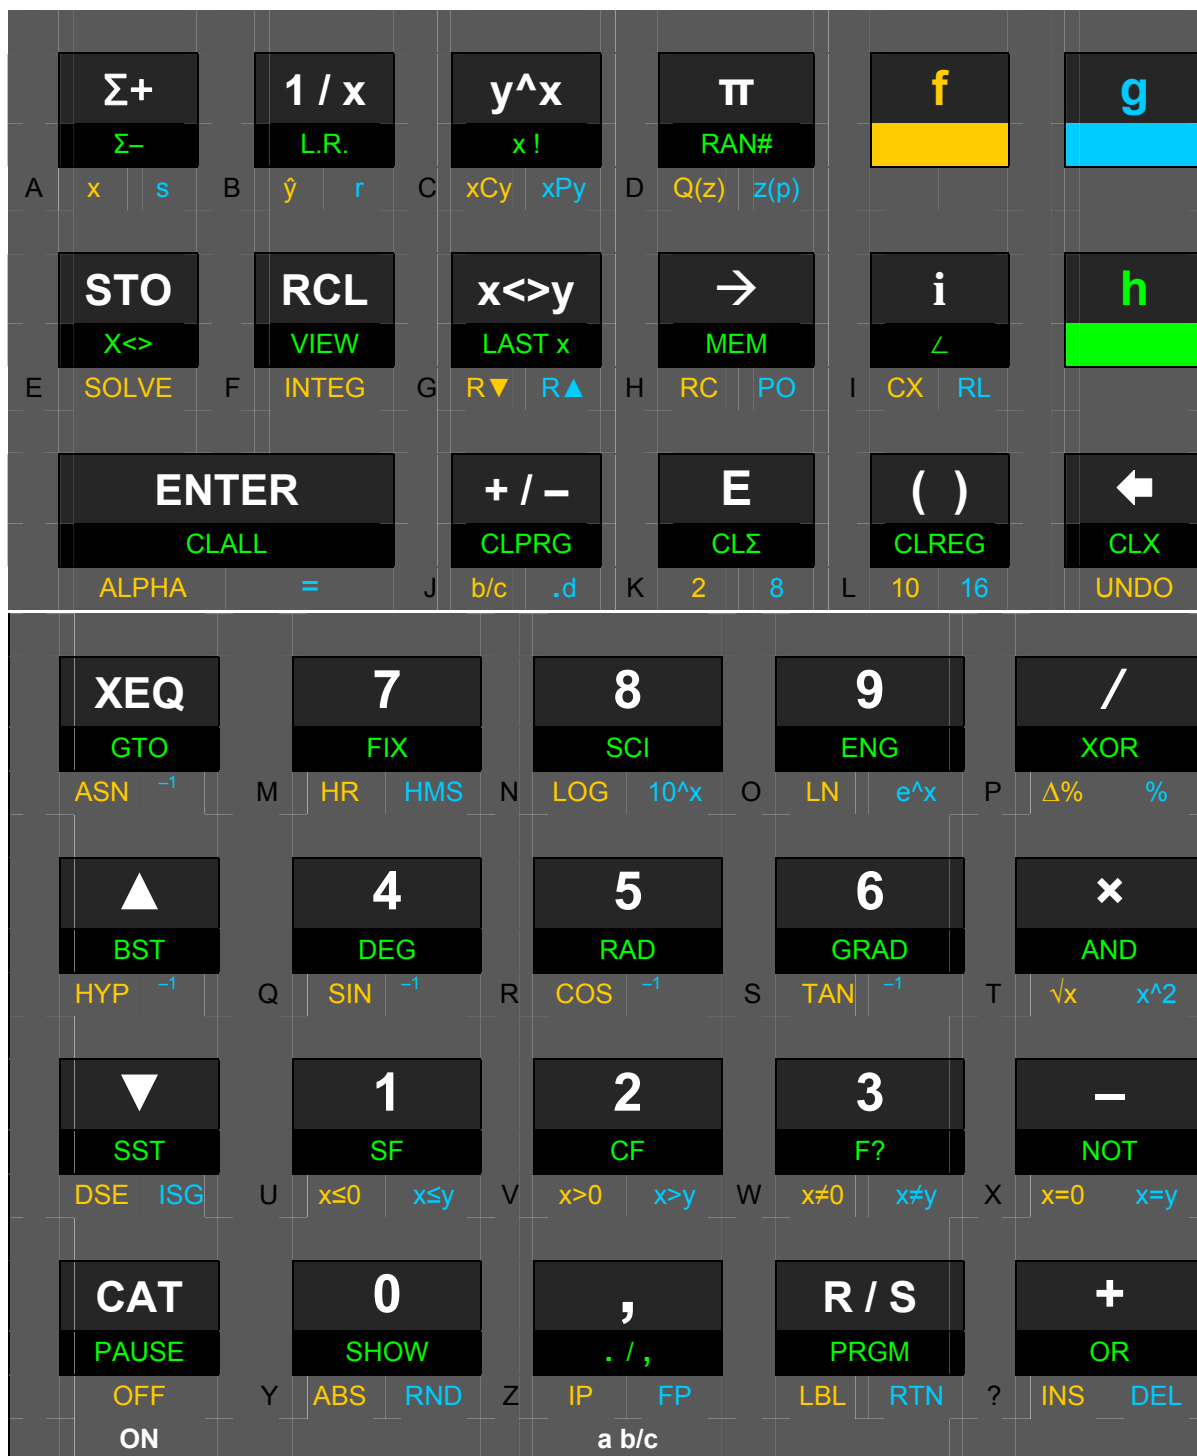 Σ+ 1 / x y^x π f g
Σ– L.R. x ! RAN#
A x s B ŷ r C xCy xPy D Q(z) z(p)
STO RCL x<>y → i h
X<> VIEW LAST x MEM ∠
E SOLVE F INTEG G R▼ R▲ H RC PO I CX RL
ENTER + / – E ( ) 🡄
CLALL CLPRG CLΣ CLREG CLX
ALPHA = J b/c .d K 2 8 L 10 16 UNDO
XEQ 7 8 9 /
GTO FIX SCI ENG XOR
ASN –1 M HR HMS N LOG 10^x O LN e^x P Δ% %
▲ 4 5 6 ×
BST DEG RAD GRAD AND
HYP –1 Q SIN –1 R COS –1 S TAN –1 T √x x^2
▼ 1 2 3 –
SST SF CF F? NOT
DSE ISG U x≤0 x≤y V x>0 x>y W x≠0 x≠y X x=0 x=y
CAT 0 , R / S +
PAUSE SHOW . / , PRGM OR
OFF Y ABS RND Z IP FP LBL RTN ? INS DEL
ON a b/c